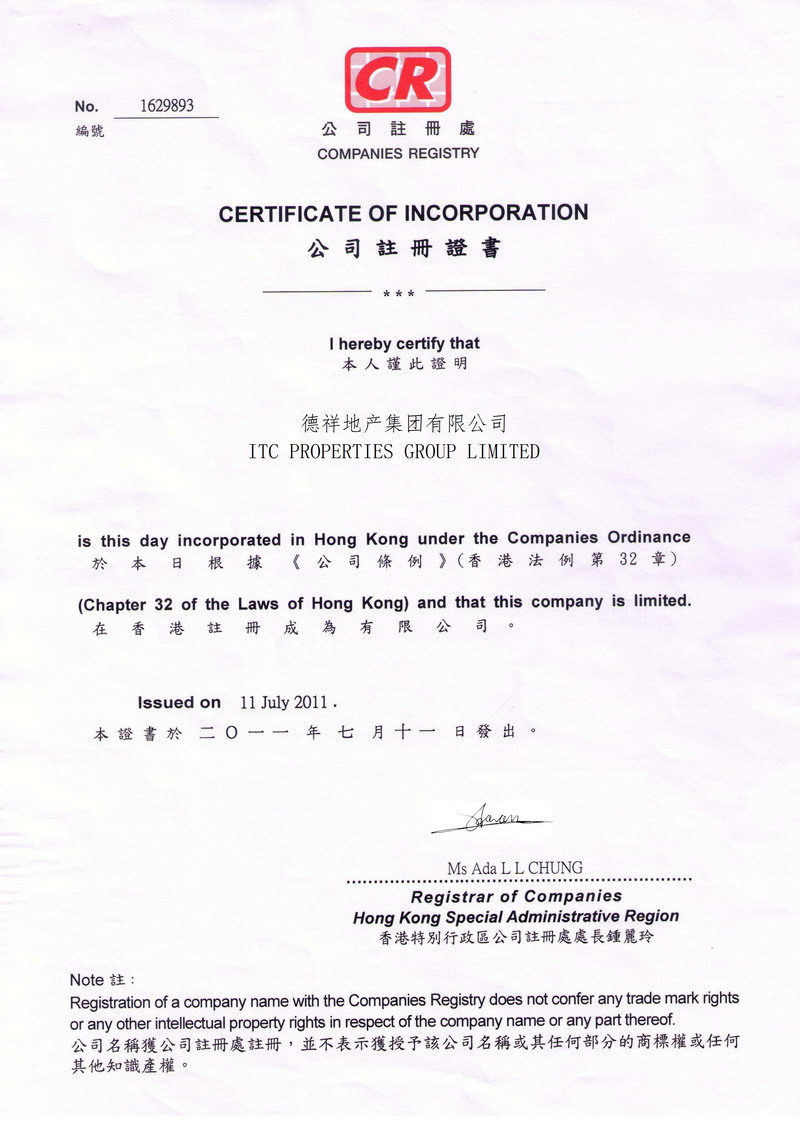 CR
No. 1629893
編號
公司註冊處
COMPANIES REGISTRY
CERTIFICATE OF INCORPORATION
公司註冊證書
***
I hereby certify that
本人謹此證明
德祥地产集团有限公司
ITC PROPERTIES GROUP LIMITED
is this day incorporated in Hong Kong under the Companies Ordinance
於本日根據《公司條例》(香港法例第32章)
(Chapter 32 of the Laws of Hong Kong) and that this company is limited.
在香港註冊成為有限公司。
Issued on 11 July 2011.
本證書於二O一一年七月十一日發出。
Ms Ada L L CHUNG
Registrar of Companies
Hong Kong Special Administrative Region
香港特別行政區公司註冊處處長鍾麗玲
Note 註:
Registration of a company name with the Companies Registry does not confer any trade mark rights
or any other intellectual property rights in respect of the company name or any part thereof.
公司名稱獲公司註冊處註冊,並不表示獲授予該公司名稱或其任何部分的商標權或任何
其他知識產權。